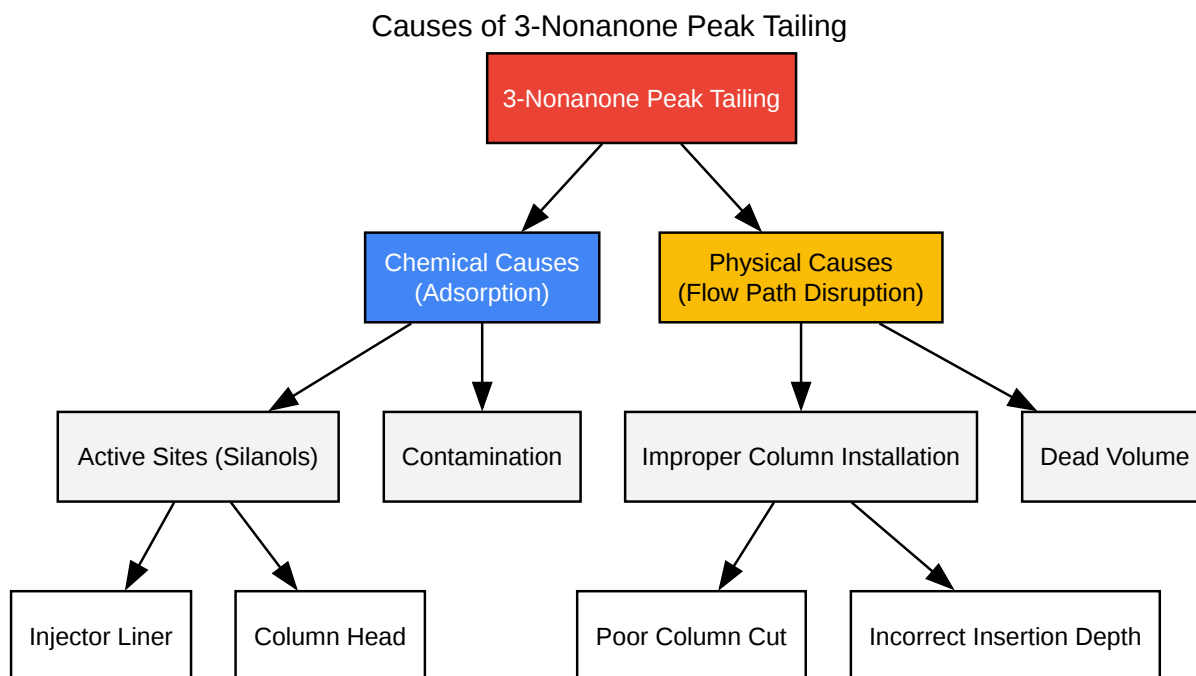 Causes of 3-Nonanone Peak Tailing
3-Nonanone Peak Tailing
Chemical Causes
(Adsorption)
Physical Causes
(Flow Path Disruption)
Active Sites (Silanols)
Contamination
Improper Column Installation
Dead Volume
Injector Liner
Column Head
Poor Column Cut
Incorrect Insertion Depth